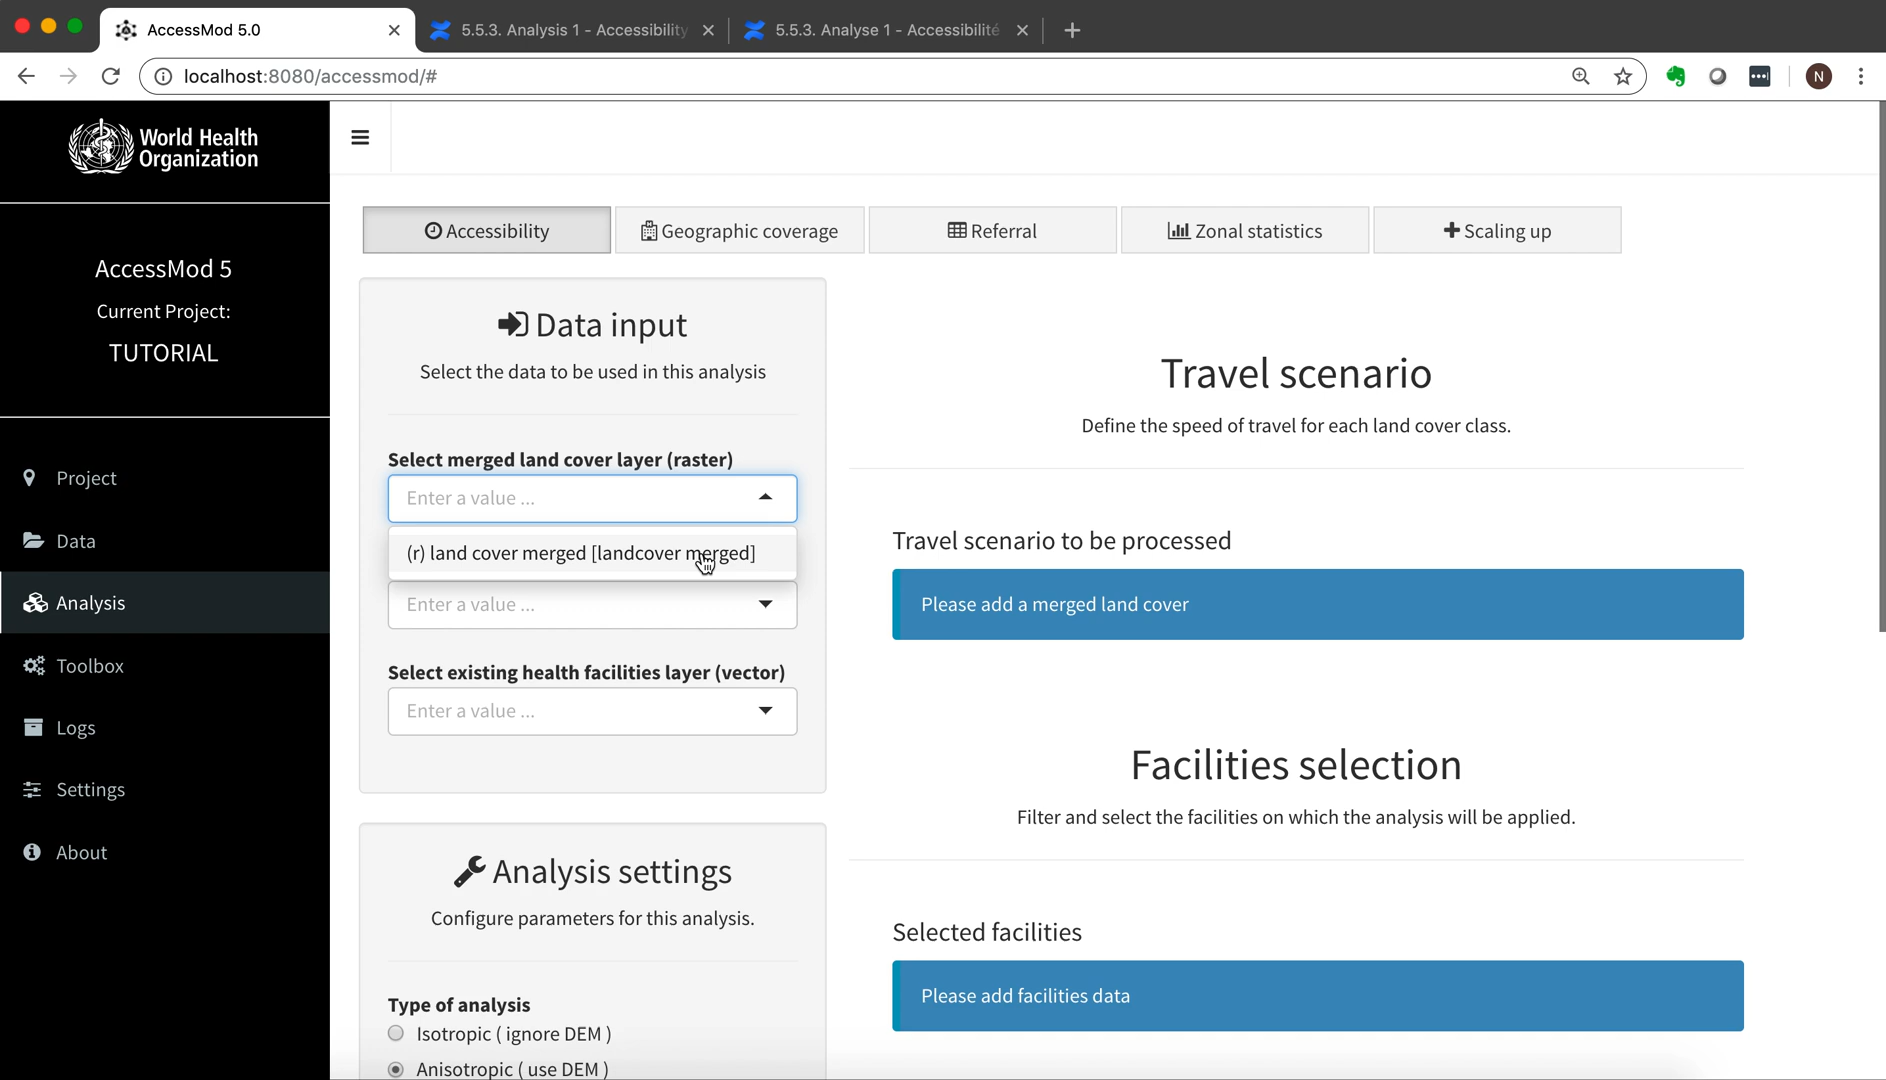 AccessMod 5.0
5.5.3. Analysis 1 - Accessibility
5.5.3. Analyse 1 - Accessibilité
localhost:8080/accessmod/#
N
World Health
Organization
AccessMod 5
Current Project:
TUTORIAL
Project
Data
Analysis
Toolbox
Logs
Settings
About
Accessibility
Geographic coverage
Referral
Zonal statistics
Scaling up
Data input
Select the data to be used in this analysis
Select merged land cover layer (raster)
Enter a value ...
(r) land cover merged [landcover merged]
Enter a value ...
Select existing health facilities layer (vector)
Enter a value ...
Analysis settings
Configure parameters for this analysis.
Type of analysis
Isotropic ( ignore DEM )
Anisotropic ( use DEM )
Travel scenario
Define the speed of travel for each land cover class.
Travel scenario to be processed
Please add a merged land cover
Facilities selection
Filter and select the facilities on which the analysis will be applied.
Selected facilities
Please add facilities data